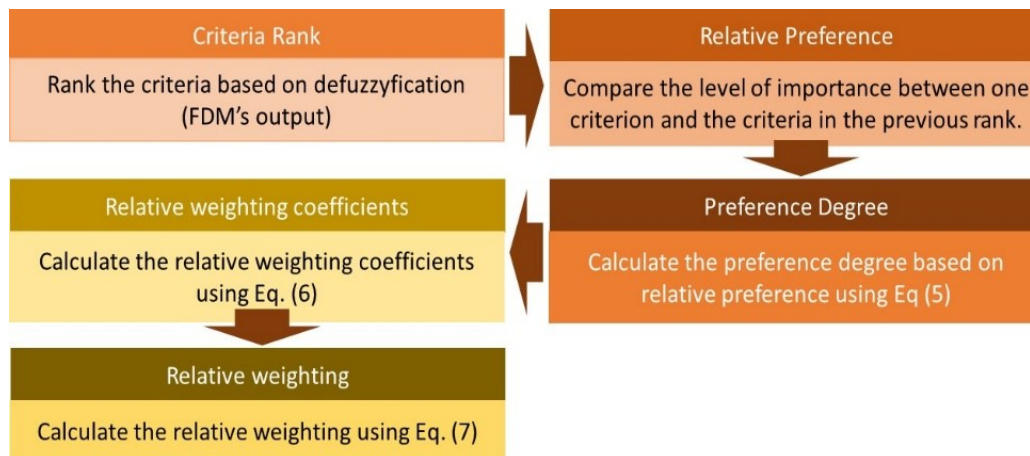 Criteria Rank
Rank the criteria based on defuzzyfication
(FDM's output)
Relative Preference
Compare the level of importance between one
criterion and the criteria in the previous rank.
Preference Degree
Calculate the preference degree based on
relative preference using Eq (5)
Relative weighting coefficients
Calculate the relative weighting coefficients
using Eq. (6)
Relative weighting
Calculate the relative weighting using Eq. (7)